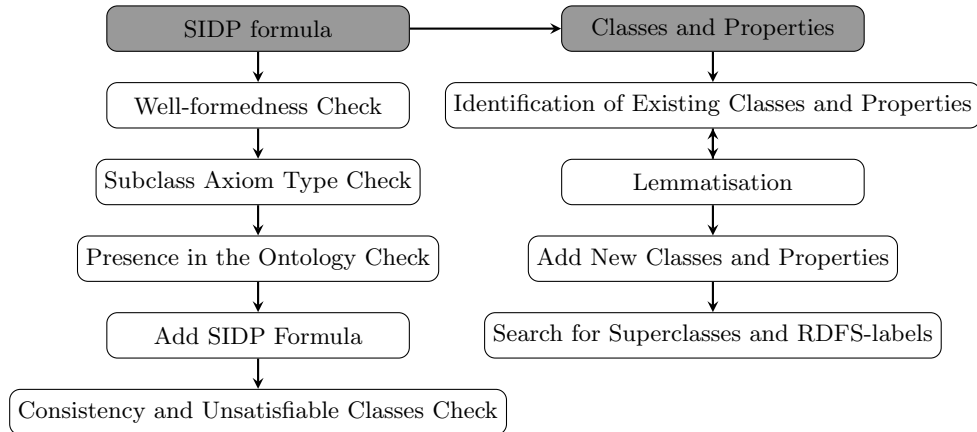 SIDP formula
Well-formedness Check
Subclass Axiom Type Check
Presence in the Ontology Check
Add SIDP Formula
Consistency and Unsatisfiable Classes Check
Classes and Properties
Identification of Existing Classes and Properties
Lemmatisation
Add New Classes and Properties
Search for Superclasses and RDFS-labels